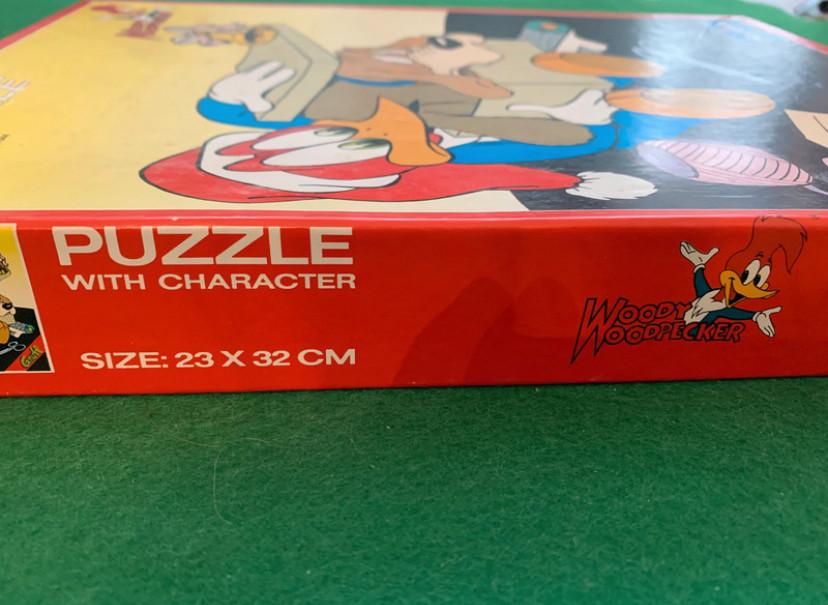 PUZZLE
WITH CHARACTER
SIZE: 23 X 32 CM
WOODY
WOODPECKER